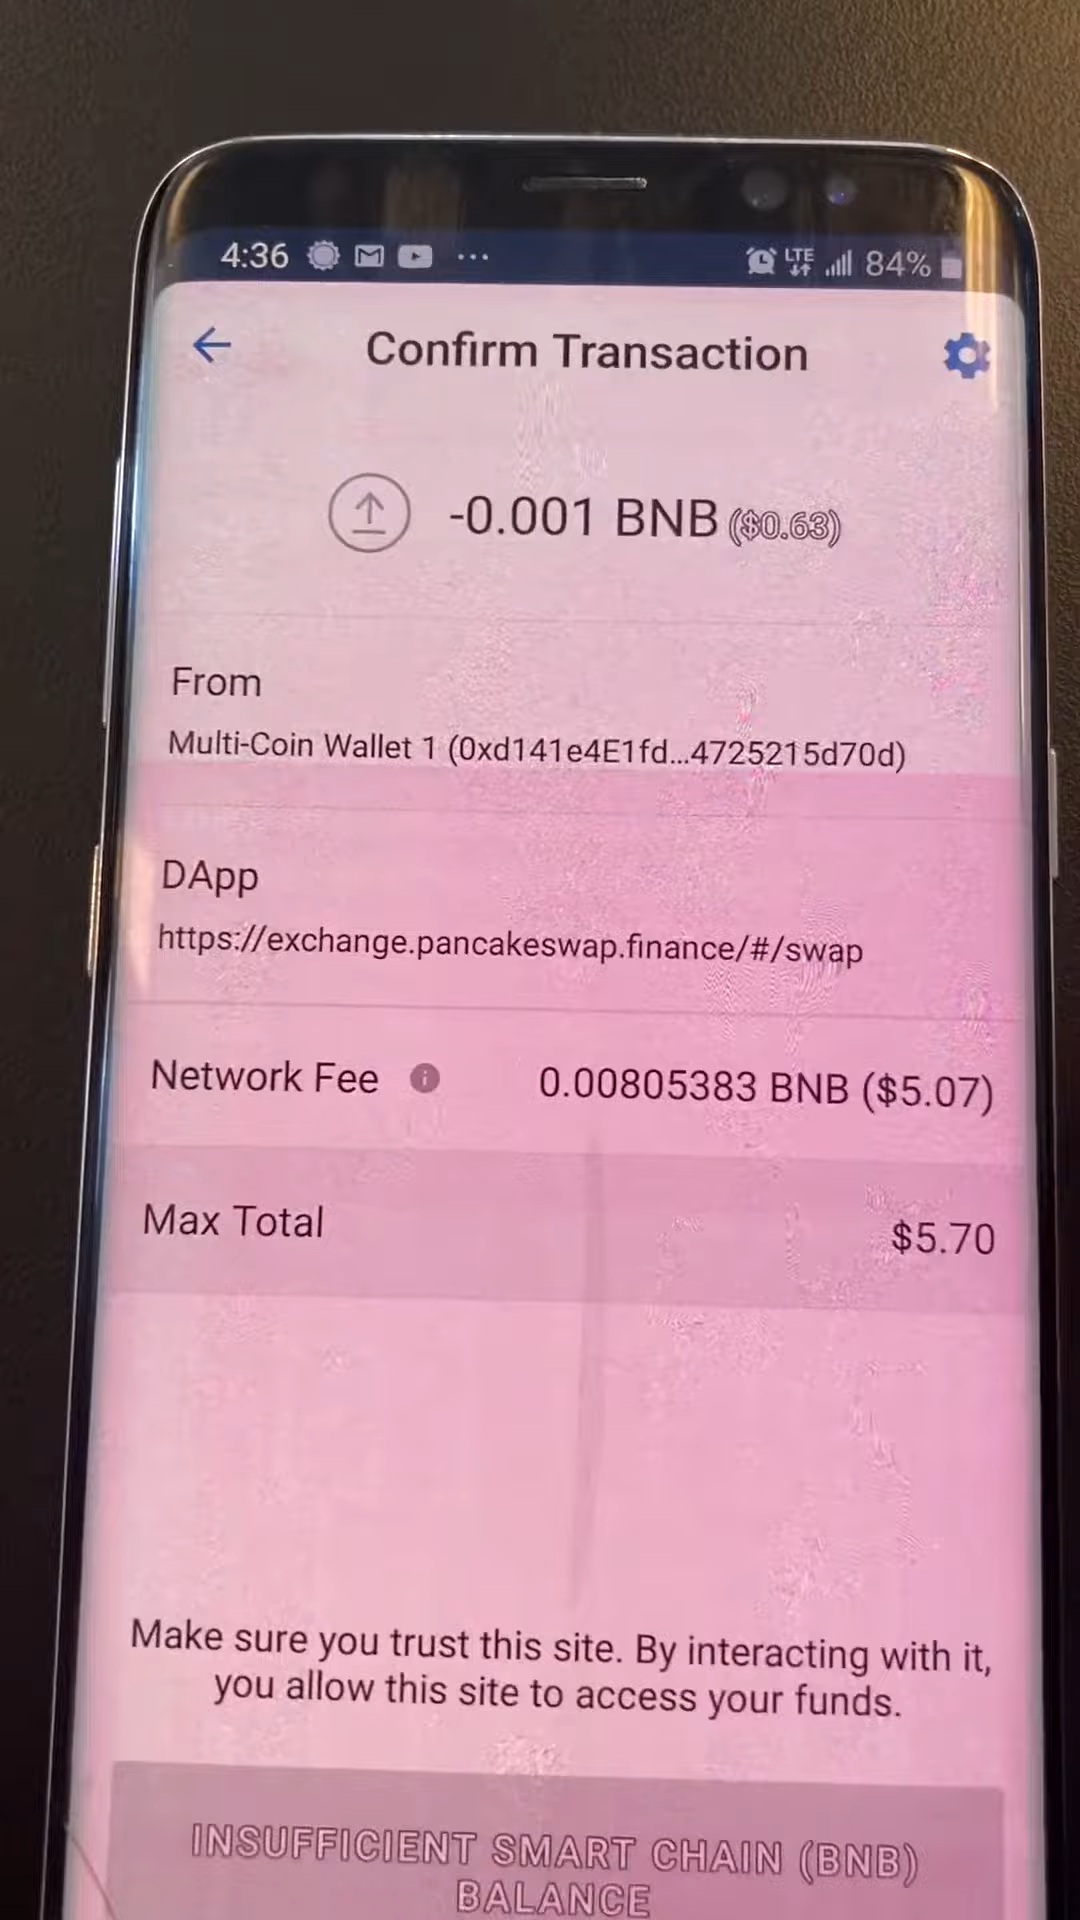 4:36 ... LTE 84%
Confirm Transaction
-0.001 BNB ($0.63)
From
Multi-Coin Wallet 1 (0xd141e4E1fd...4725215d70d)
DApp
https://exchange.pancakeswap.finance/#/swap
Network Fee i 0.00805383 BNB ($5.07)
Max Total $5.70
Make sure you trust this site. By interacting with it,
you allow this site to access your funds.
INSUFFICIENT SMART CHAIN (BNB)
BALANCE